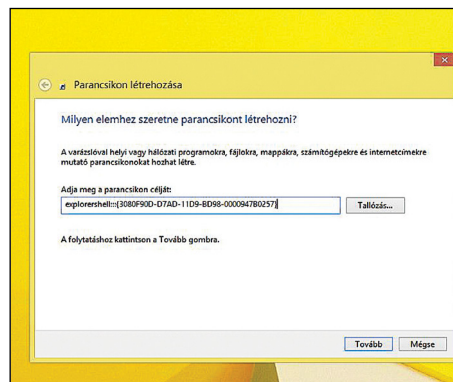 Parancsikon létrehozása
Milyen elemhez szeretne parancsikont létrehozni?
A varázslóval helyi vagy hálózati programokra, fájlokra, mappákra, számítógépekre és internetcímekre
mutató parancsikonokat hozhat létre.
Adja meg a parancsikon célját:
explorershell:::{3080F90D-D7AD-11D9-BD98-0000947B0257}
Tallózás...
A folytatáshoz kattintson a Tovább gombra.
Tovább
Mégse